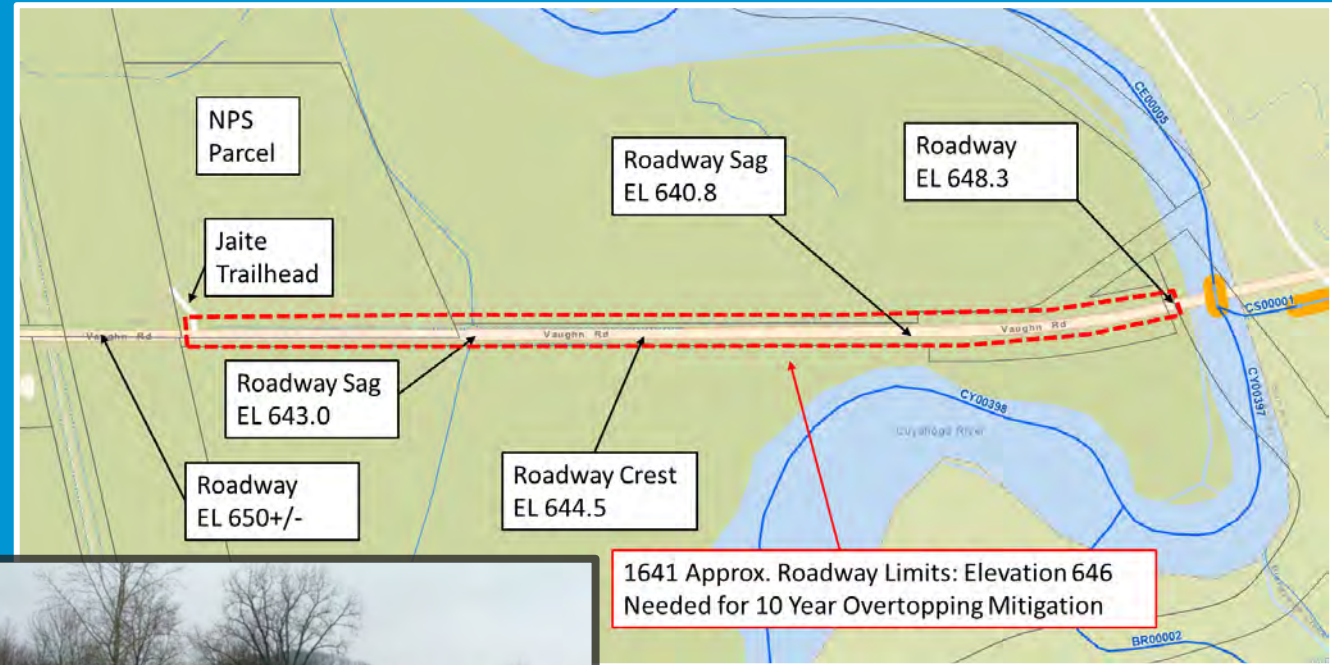 NPS
Parcel
Jaite
Trailhead
Roadway Sag
EL 640.8
Roadway
EL 648.3
CE00005
CS00001
Vaughn Rd
Vaughn Rd
Vaughn Rd
Roadway Sag
EL 643.0
Roadway
EL 650+/-
Roadway Crest
EL 644.5
CY00398
Cuyahoga River
CY00397
1641 Approx. Roadway Limits: Elevation 646
Needed for 10 Year Overtopping Mitigation
BR00002